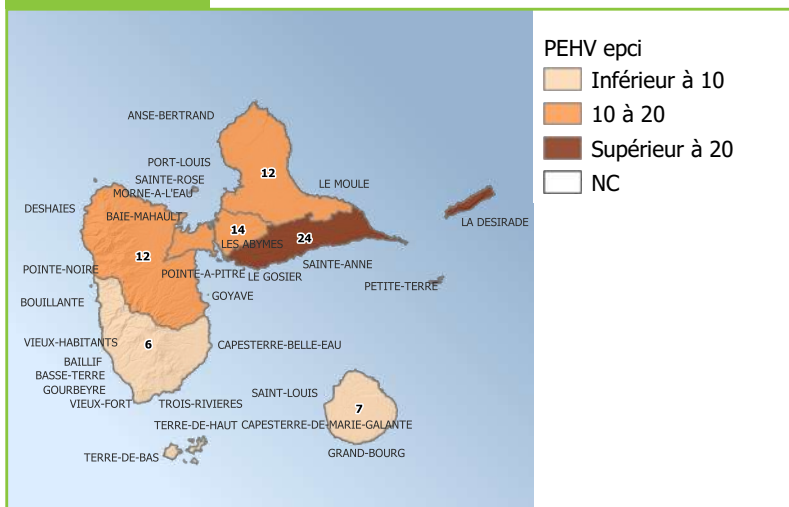 PEHV epci
Inférieur à 10
10 à 20
Supérieur à 20
NC
ANSE-BERTRAND
PORT-LOUIS
12
SAINTE-ROSE
LE MOULE
MORNE-A-L'EAU
DESHAIES
BAIE-MAHAULT
LA DESIRADE
14
24
LES ABYMES
12
SAINTE-ANNE
POINTE-NOIRE
POINTE-A-PITRE
LE GOSIER
PETITE-TERRE
GOYAVE
BOUILLANTE
VIEUX-HABITANTS
6
CAPESTERRE-BELLE-EAU
BAILLIF
BASSE-TERRE
GOURBEYRE
SAINT-LOUIS
VIEUX-FORT
TROIS-RIVIERES
7
TERRE-DE-HAUT
CAPESTERRE-DE-MARIE-GALANTE
TERRE-DE-BAS
GRAND-BOURG